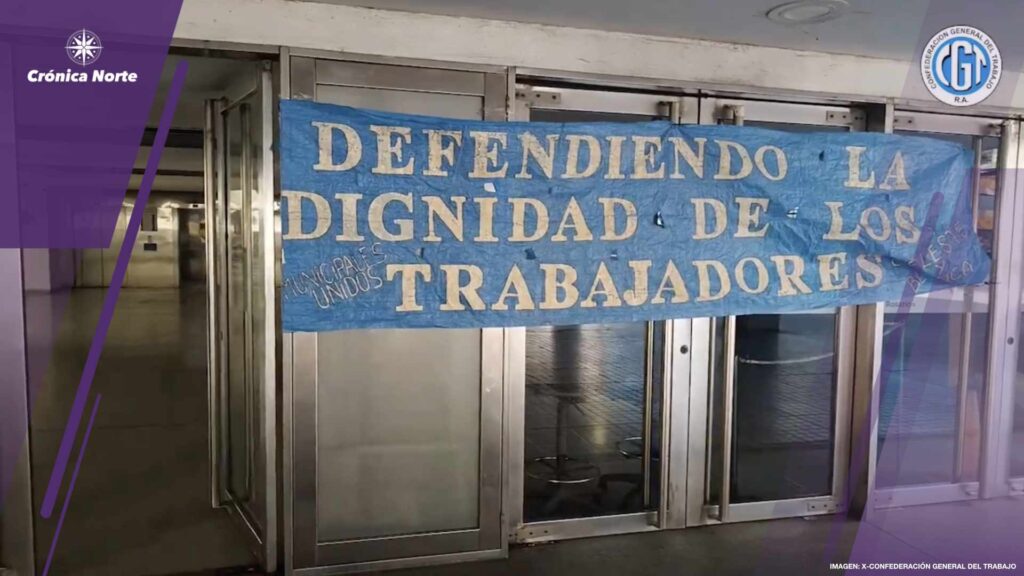 Crónica Norte
CONFEDERACIÓN GENERAL DEL TRABAJO
CGT
R.A.
DEFENDIENDO LA
DIGNIDAD DE LOS
TRABAJADORES
MUNICIPALES
UNIDOS
IMAGEN: X-CONFEDERACIÓN GENERAL DEL TRABAJO